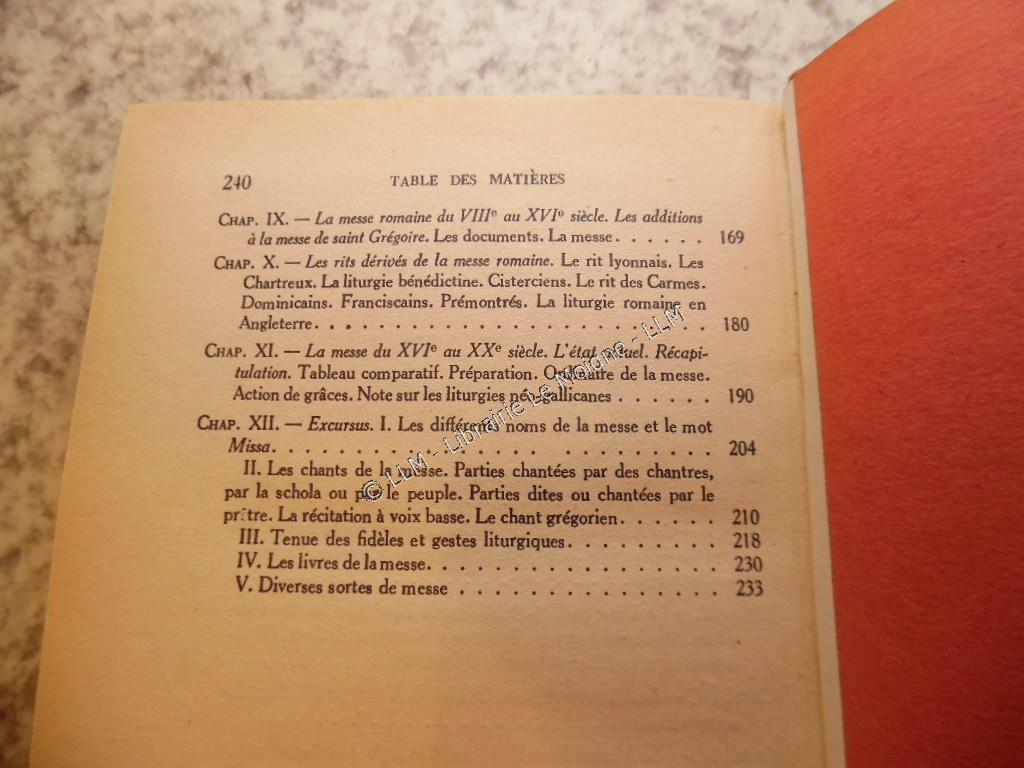 240 TABLE DES MATIÈRES
CHAP. IX. — La messe romaine du VIIIe au XVIe siècle. Les additions
à la messe de saint Grégoire. Les documents. La messe . . . . . . 169
CHAP. X. — Les rits dérivés de la messe romaine. Le rit lyonnais. Les
Chartreux. La liturgie bénédictine. Cisterciens. Le rit des Carmes.
Dominicains. Franciscains. Prémontrés. La liturgie romaine en
Angleterre. . . . . . . . . . . . . . . . . . . . . . 180
CHAP. XI. — La messe du XVIe au XXe siècle. L'état actuel. Récapi-
tulation. Tableau comparatif. Préparation. Ordinaire de la messe.
Action de grâces. Note sur les liturgies néo-gallicanes . . . . . . 190
CHAP. XII. — Excursus. I. Les différents noms de la messe et le mot
Missa. . . . . . . . . . . . . . . . . . . . . . . 204
II. Les chants de la messe. Parties chantées par des chantres,
par la schola ou par le peuple. Parties dites ou chantées par le
prêtre. La récitation à voix basse. Le chant grégorien. . . . . . 210
III. Tenue des fidèles et gestes liturgiques. . . . . . . . . 218
IV. Les livres de la messe. . . . . . . . . . . . . . . . 230
V. Diverses sortes de messe . . . . . . . . . . . . . . 233
© LLM - Librairie Le Moigne - LLM